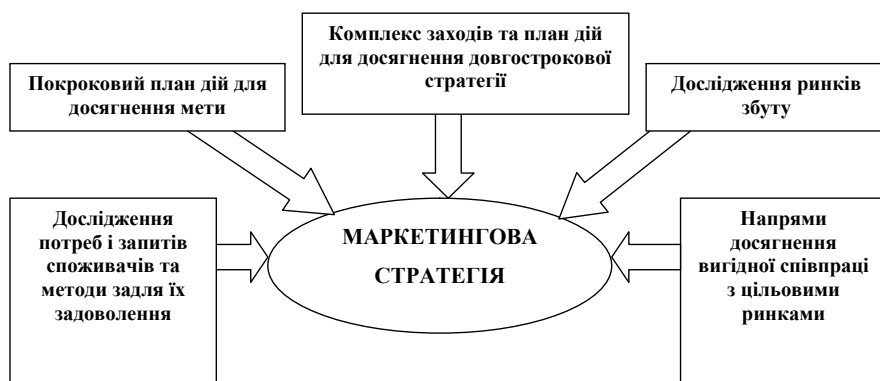 Комплекс заходів та план дій
для досягнення довгострокової
стратегії
Покроковий план дій для
досягнення мети
Дослідження ринків
збуту
Дослідження
потреб і запитів
споживачів та
методи задля їх
задоволення
МАРКЕТИНГОВА
СТРАТЕГІЯ
Напрями
досягнення
вигідної співпраці
з цільовими
ринками